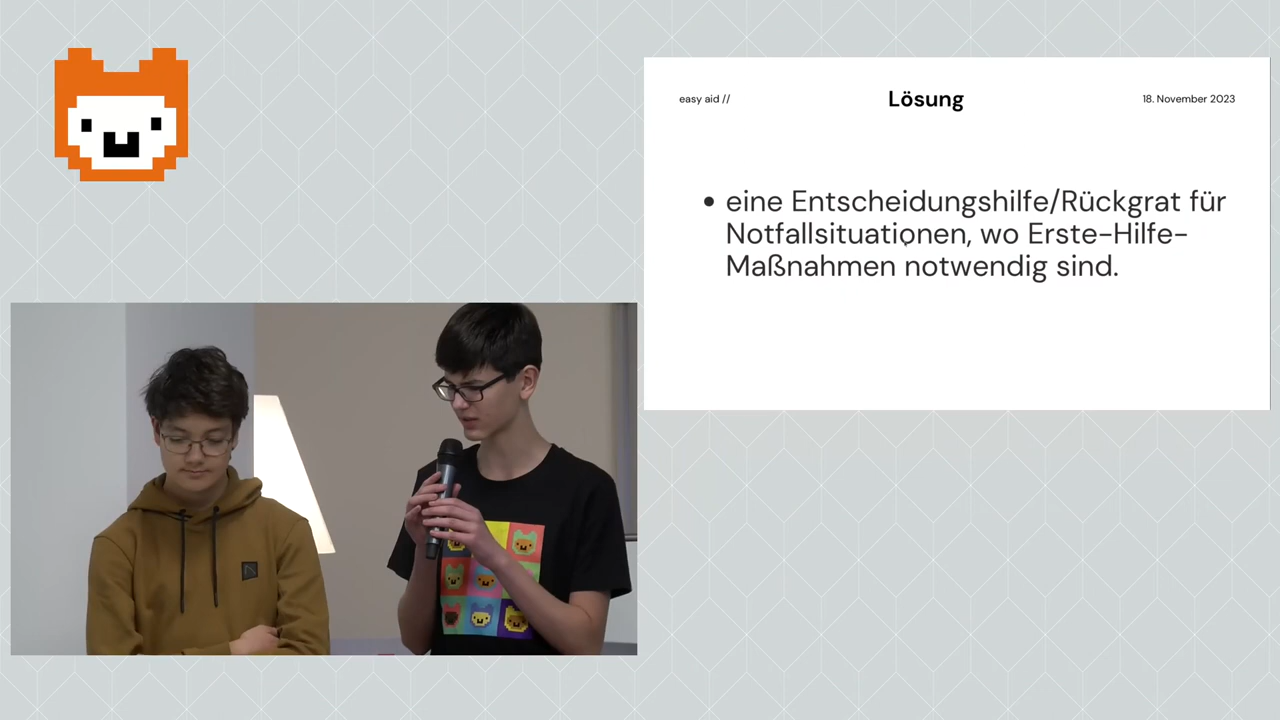 easy aid //
Lösung
18. November 2023
• eine Entscheidungshilfe/Rückgrat für
Notfallsituationen, wo Erste-Hilfe-
Maßnahmen notwendig sind.